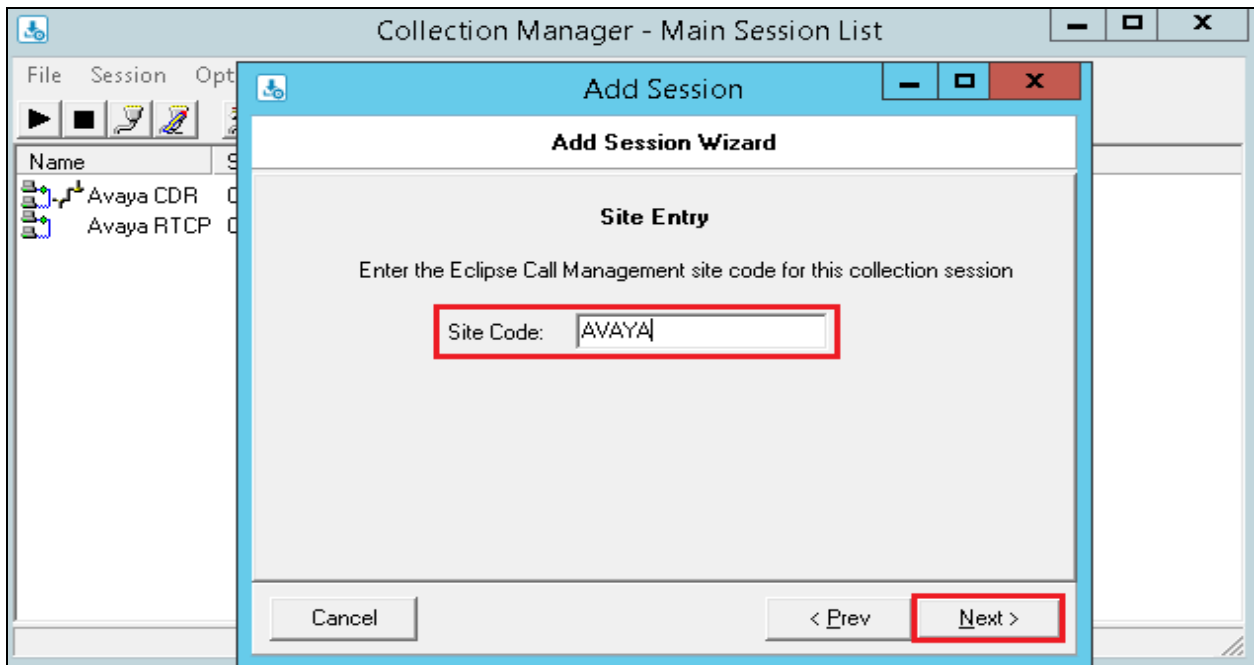 Collection Manager - Main Session List
File Session Opt
Add Session
Add Session Wizard
Name S
Avaya CDR
Avaya RTCP
Site Entry
Enter the Eclipse Call Management site code for this collection session
Site Code: AVAYA
Cancel < Prev Next >